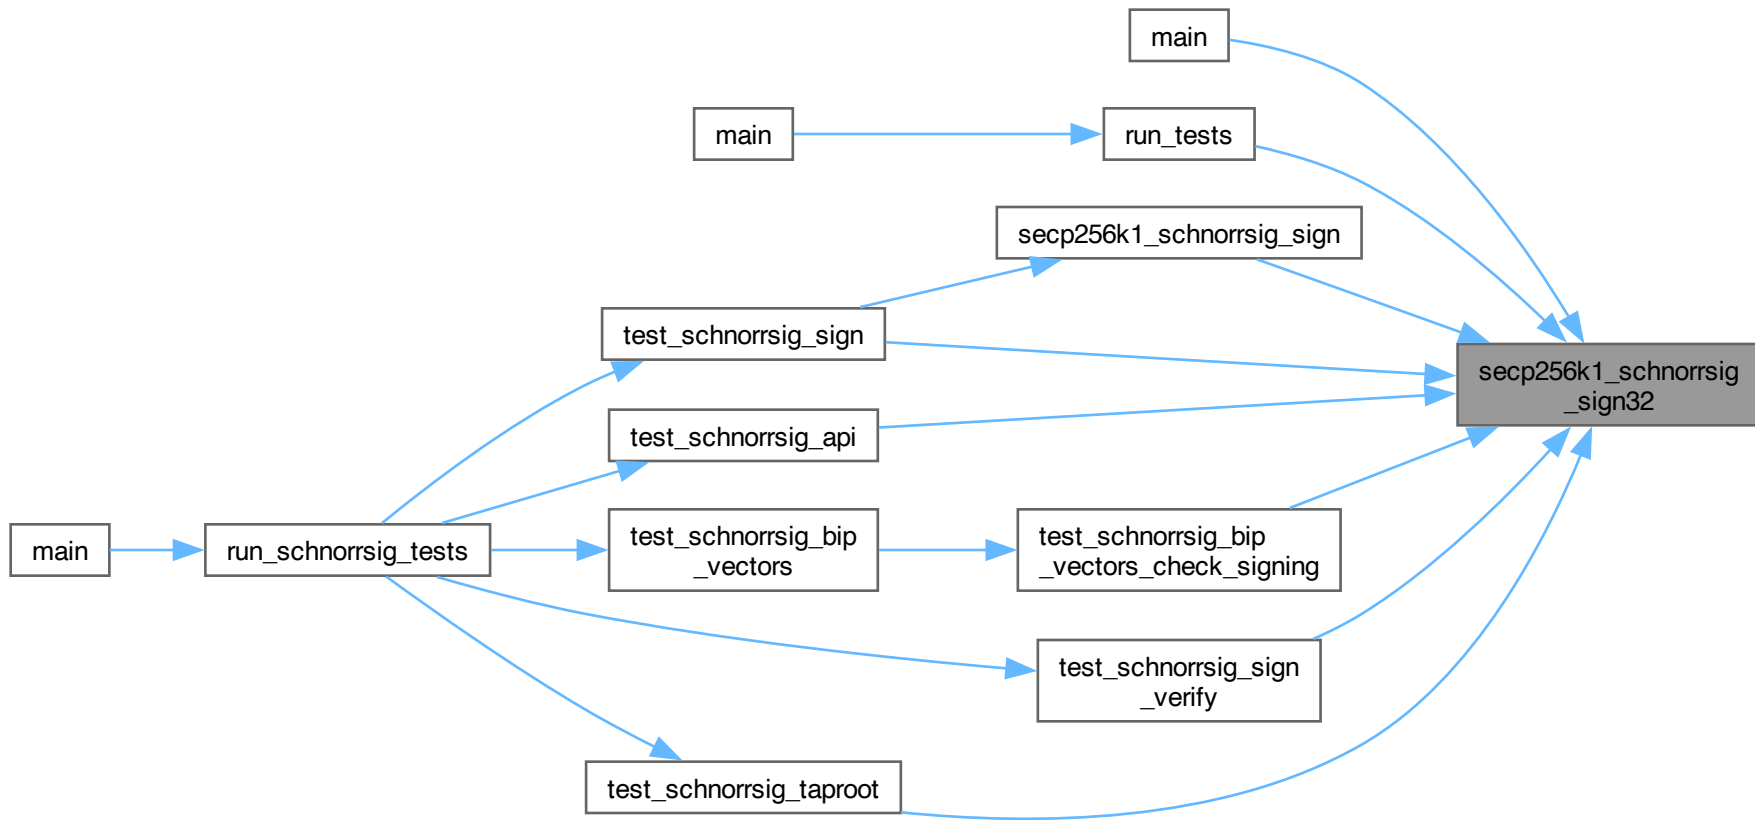 main
main
run_tests
secp256k1_schnorrsig_sign
test_schnorrsig_sign
secp256k1_schnorrsig
_sign32
test_schnorrsig_api
main
run_schnorrsig_tests
test_schnorrsig_bip
_vectors
test_schnorrsig_bip
_vectors_check_signing
test_schnorrsig_sign
_verify
test_schnorrsig_taproot